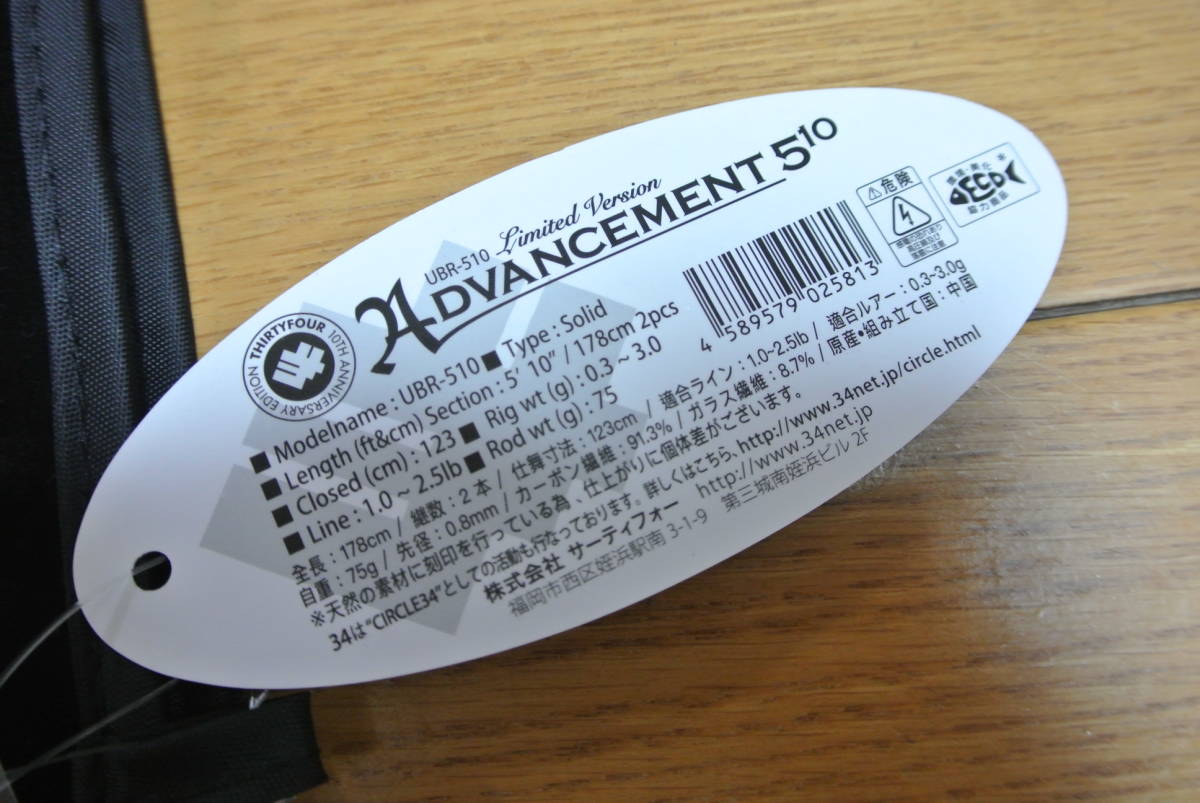 THIRTYFOUR 10TH ANNIVERSARY EDITION
UBR-510 Limited Version
ADVANCEMENT 5 10
■ Modelname : UBR-510 ■ Type : Solid
■ Length (ft&cm) Section : 5' 10" / 178cm 2pcs
■ Closed (cm) : 123 ■ Rig wt (g) : 0.3 ~ 3.0
■ Line : 1.0 ~ 2.5lb ■ Rod wt (g) : 75
4 589579 025813
⚠危険
ECO
協力商品
全長 : 178cm / 継数 : 2本 / 仕舞寸法 : 123cm / 適合ライン : 1.0-2.5lb / 適合ルアー : 0.3-3.0g
自重 : 75g / 先径 : 0.8mm / カーボン繊維 : 91.3% / ガラス繊維 : 8.7% / 原産•組み立て国 : 中国
※天然の素材に刻印を行っている為、仕上がりに個体差がございます。
34は"CIRCLE34"としての活動も行なっております。詳しくはこちら、http://www.34net.jp/circle.html
株式会社 サーティフォー http://www.34net.jp
福岡市西区姪浜駅南 3-1-9 第三城南姪浜ビル 2F